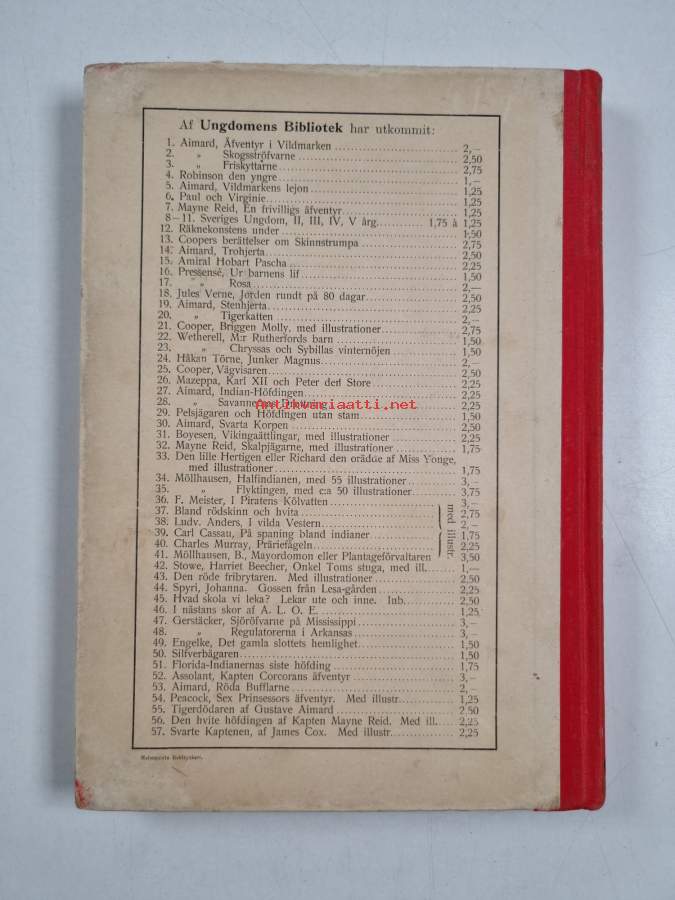 Af Ungdomens Bibliotek har utkommit:
1. Aimard, Äfventyr i Vildmarken 2,—
2. „ Skogsströfvarne 2,50
3. „ Friskyttarne 2,75
4. Robinson den yngre 1,—
5. Aimard, Vildmarkens lejon 1,25
6. Paul och Virginie 1,25
7. Mayne Reid, En frivilligs äfventyr 1,25
8—11. Sveriges Ungdom, II, III, IV, V årg. 1,75 à 1,25
12. Räknekonstens under 1,50
13. Coopers berättelser om Skinnstrumpa 2,75
14. Aimard, Trohjerta 2,50
15. Amiral Hobart Pascha 2,25
16. Pressensé, Ur barnens lif 1,50
17. „ Rosa 2,—
18. Jules Verne, Jorden rundt på 80 dagar 2,50
19. Aimard, Stenhjerta 2,25
20. „ Tigerkatten 2,—
21. Cooper, Briggen Molly, med illustrationer 2,75
22. Wetherell, M:r Rutherfords barn 1,50
23. „ Chryssas och Sybillas vinternöjen 1,50
24. Håkan Törne, Junker Magnus 2,—
25. Cooper, Vägvisaren 2,50
26. Mazeppa, Karl XII och Peter den Store 2,25
27. Aimard, Indian-Höfdingen 2,25
28. „ Savannernas Drottning 2,25
Antikvariaatti.net
29. Pelsjägaren och Höfdingen utan stam 1,50
30. Aimard, Svarta Korpen 2,50
31. Boyesen, Vikingaättlingar, med illustrationer 2,25
32. Mayne Reid, Skalpjägarne, med illustrationer 1,75
33. Den lille Hertigen eller Richard den orädde af Miss Yonge,
med illustrationer 1,75
34. Möllhausen, Halfindianen, med 55 illustrationer 3,—
35. „ Flyktingen, med c:a 50 illustrationer 3,75
36. F. Meister, I Piratens Kölvatten 3,—
37. Bland rödskinn och hvita 2,75
38. Ludv. Anders, I vilda Vestern 2,—
39. Carl Cassau, På spaning bland indianer 1,75
40. Charles Murray, Präriefågeln 2,25
41. Möllhausen, B., Mayordomon eller Plantageförvaltaren 3,50
med illustr.
42. Stowe, Harriet Beecher, Onkel Toms stuga, med ill. 1,—
43. Den röde fribrytaren. Med illustrationer 2,50
44. Spyri, Johanna. Gossen från Lesa-gården 2,25
45. Hvad skola vi leka? Lekar ute och inne. Inb. 2,50
46. I nästans skor af A. L. O. E. 1,25
47. Gerstäcker, Sjöröfvarne på Mississippi 3,—
48. „ Regulatorerna i Arkansas 3,—
49. Engelke, Det gamla slottets hemlighet 1,50
50. Silfverbägaren 1,50
51. Florida-Indianernas siste höfding 1,75
52. Assolant, Kapten Corcorans äfventyr 3,—
53. Aimard, Röda Bufflarne 2,—
54. Peacock, Sex Prinsessors äfventyr. Med illustr. 1,25
55. Tigerdödaren af Gustave Aimard 2,50
56. Den hvite höfdingen af Kapten Mayne Reid. Med ill. 2,25
57. Svarte Kaptenen, af James Cox. Med illustr. 2,25